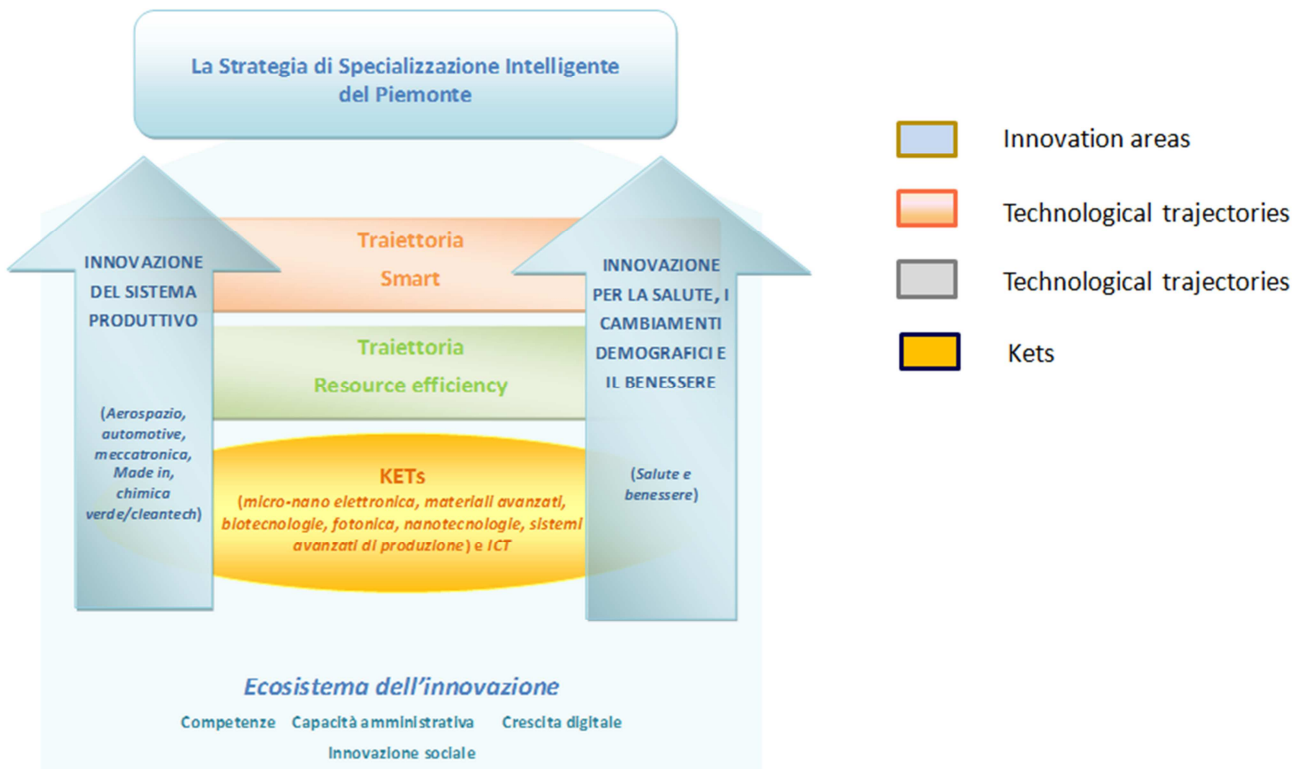 La Strategia di Specializzazione Intelligente
del Piemonte
INNOVAZIONE
DEL SISTEMA
PRODUTTIVO
(Aerospazio,
automotive,
meccatronica,
Made in,
chimica
verde/cleantech)
Traiettoria
Smart
Traiettoria
Resource efficiency
KETs
(micro-nano elettronica, materiali avanzati,
biotecnologie, fotonica, nanotecnologie, sistemi
avanzati di produzione) e ICT
INNOVAZIONE
PER LA SALUTE, I
CAMBIAMENTI
DEMOGRAFICI E
IL BENESSERE
(Salute e
benessere)
Ecosistema dell'innovazione
Competenze Capacità amministrativa Crescita digitale
Innovazione sociale
Innovation areas
Technological trajectories
Technological trajectories
Kets